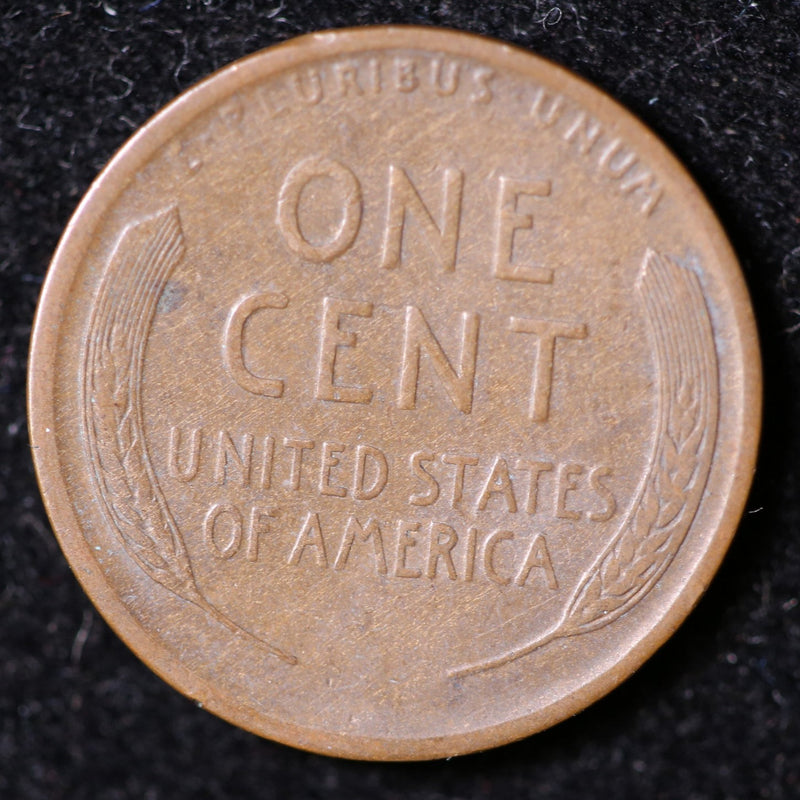 PLURIBUS UNUM
ONE
CENT
UNITED STATES
OF AMERICA